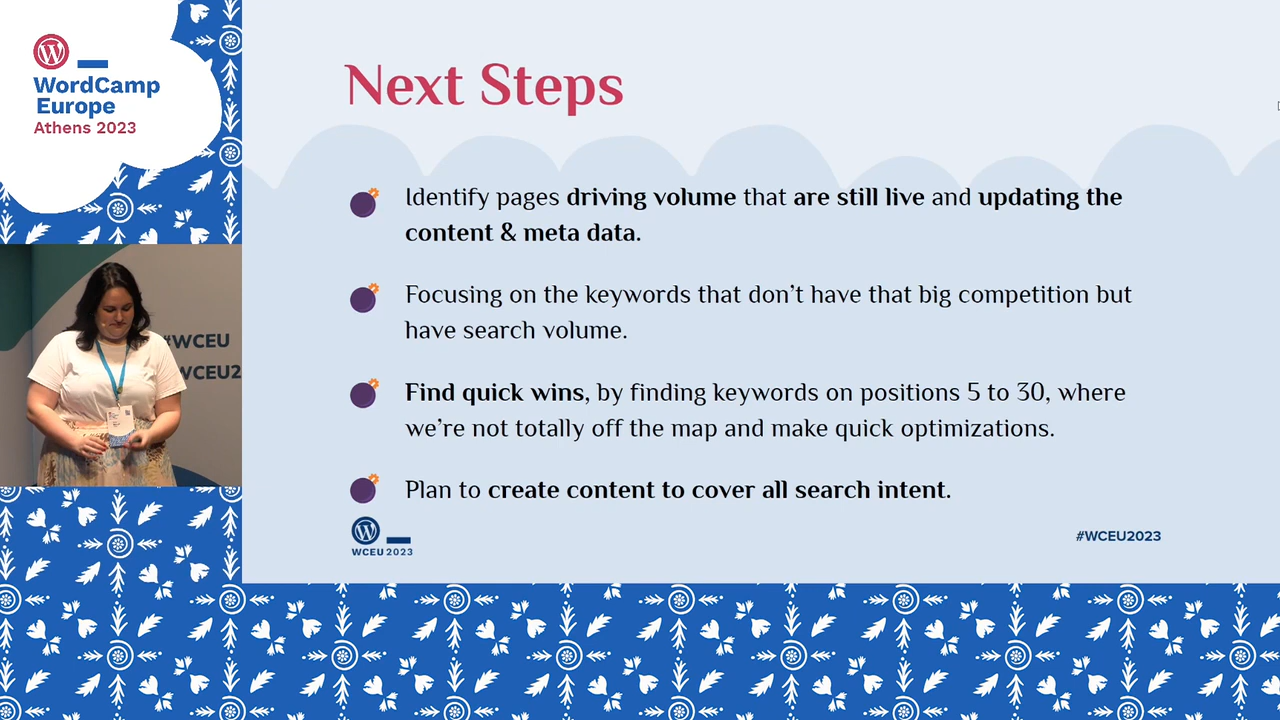 WordCamp
Europe
Athens 2023
#WCEU
WCEU2
Next Steps
Identify pages driving volume that are still live and updating the
content & meta data.
Focusing on the keywords that don't have that big competition but
have search volume.
Find quick wins, by finding keywords on positions 5 to 30, where
we're not totally off the map and make quick optimizations.
Plan to create content to cover all search intent.
WCEU 2023
#WCEU2023